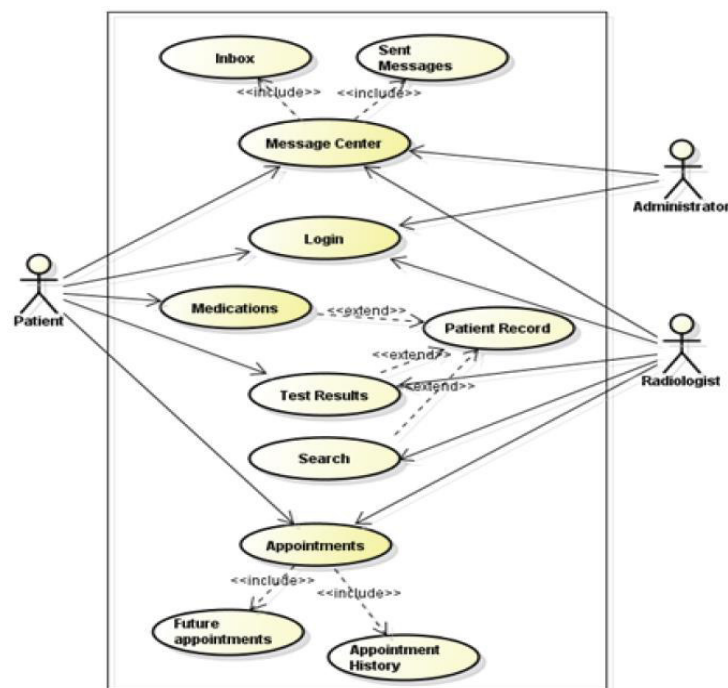 Inbox
Sent
Messages
<<include>>
<<include>>
Message Center
Administrator
Login
Patient
Medications
<<extend>>
Patient Record
<<extend>>
<<extend>>
Test Results
Radiologist
Search
Appointments
<<include>>
<<include>>
Future
appointments
Appointment
History